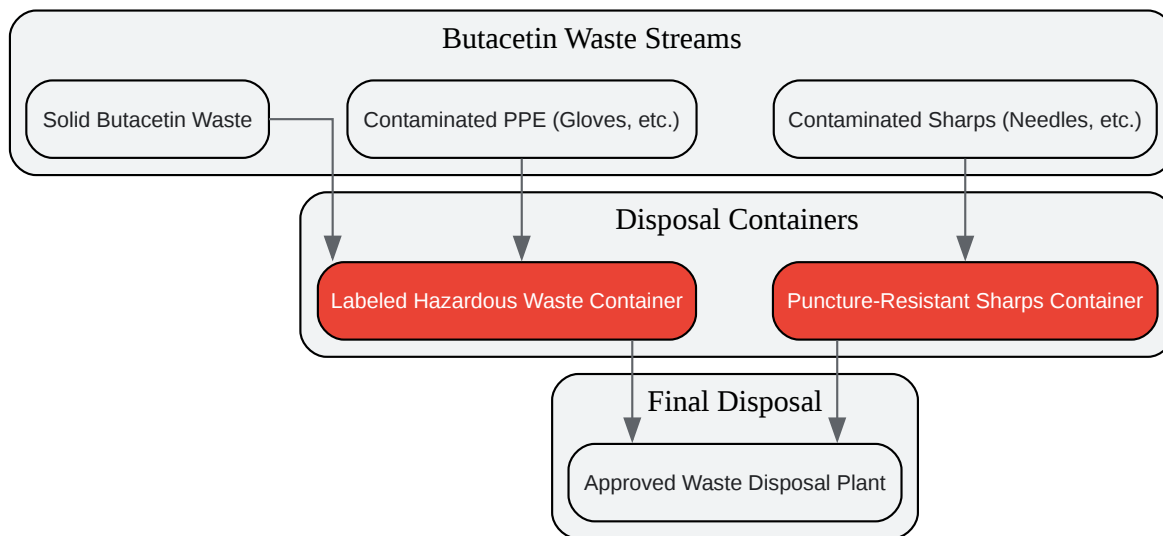 Butacetin Waste Streams
Solid Butacetin Waste
Contaminated PPE (Gloves, etc.)
Contaminated Sharps (Needles, etc.)
Disposal Containers
Labeled Hazardous Waste Container
Puncture-Resistant Sharps Container
Final Disposal
Approved Waste Disposal Plant